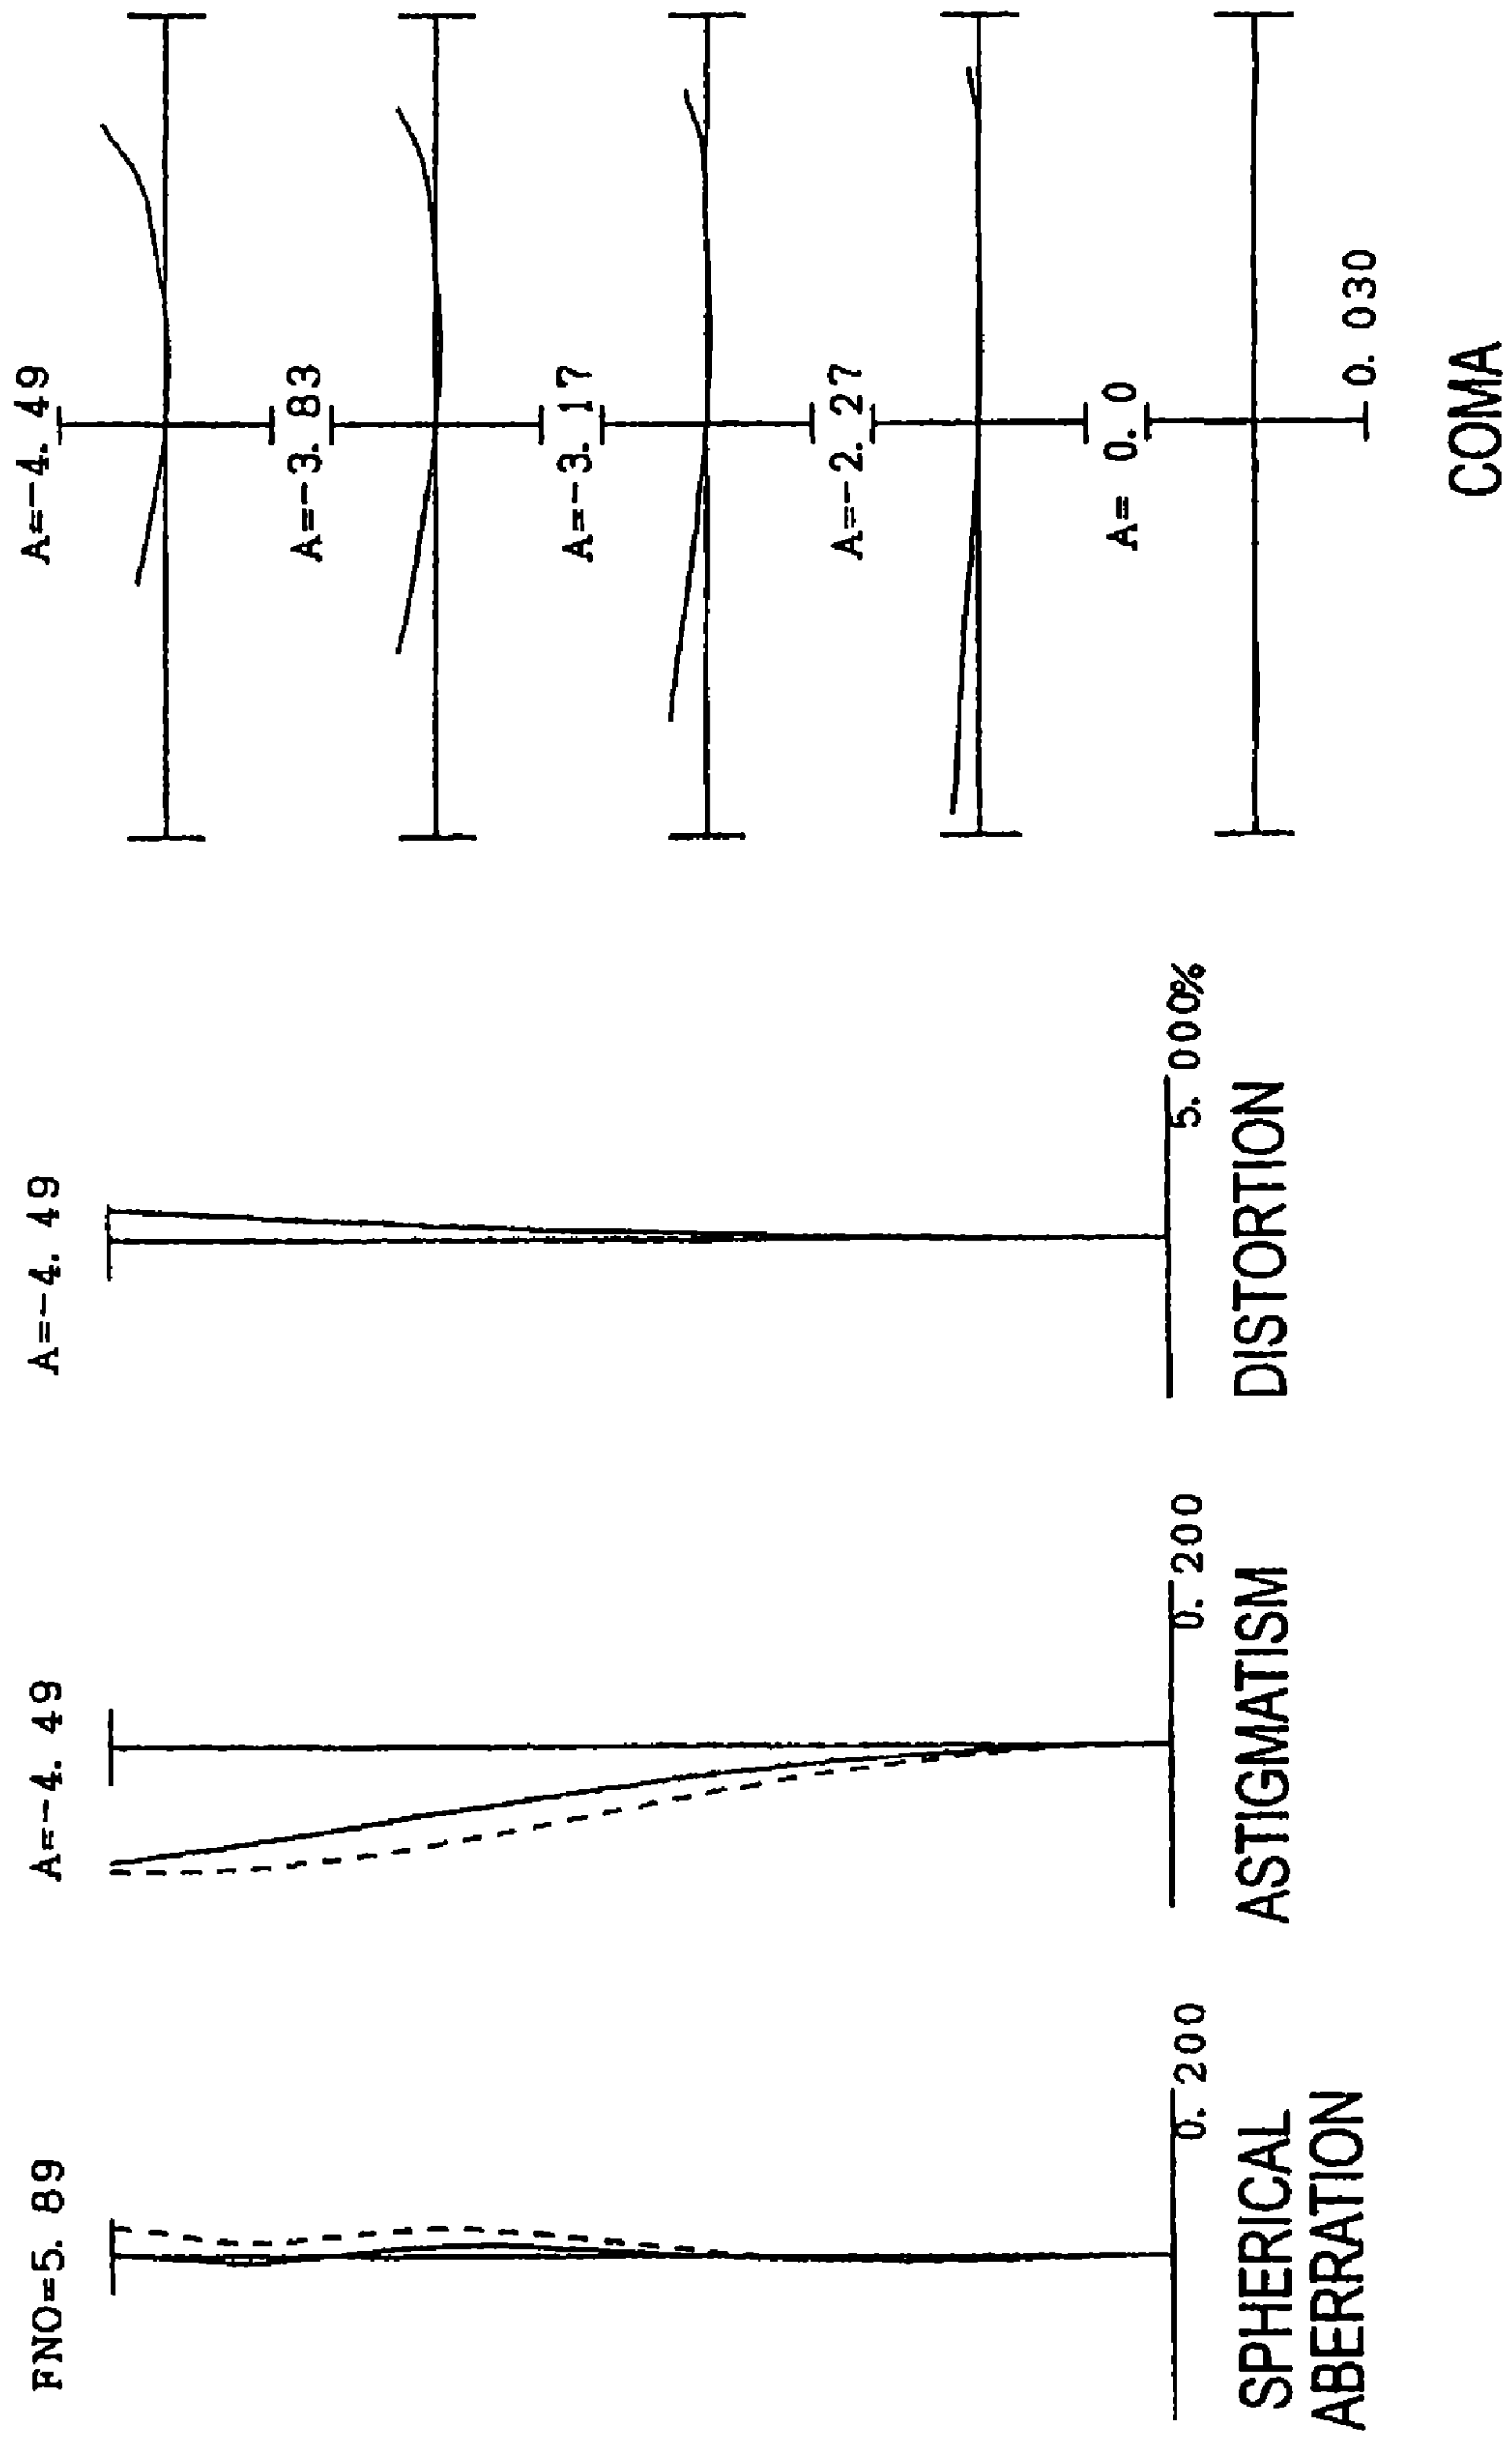 FNO=5. 89
0. 200
SPHERICAL
ABERRATION
A=-4. 49
0. 200
ASTIGMATISM
A=-4. 49
5. 000%
DISTORTION
A=-4. 49
A=-3. 83
A=-3. 17
A=-2. 27
A= 0. 0
0. 030
COMA